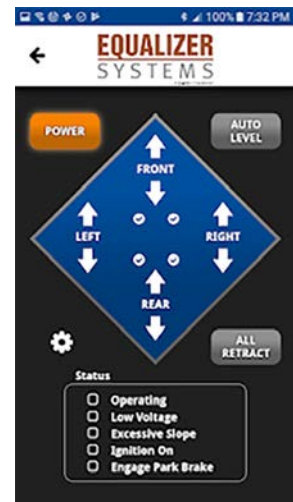 100% 7:32 PM
EQUALIZER
SYSTEMS
POWER
AUTO
LEVEL
FRONT
LEFT
RIGHT
REAR
ALL
RETRACT
Status
Operating
Low Voltage
Excessive Slope
Ignition On
Engage Park Brake